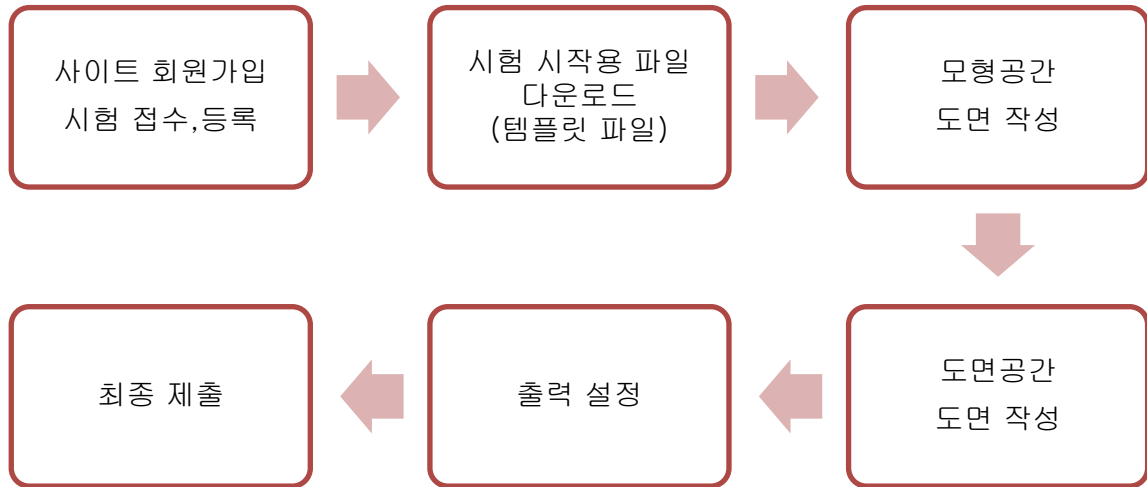 사이트 회원가입
시험 접수,등록
시험 시작용 파일
다운로드
(템플릿 파일)
모형공간
도면 작성
도면공간
도면 작성
출력 설정
최종 제출